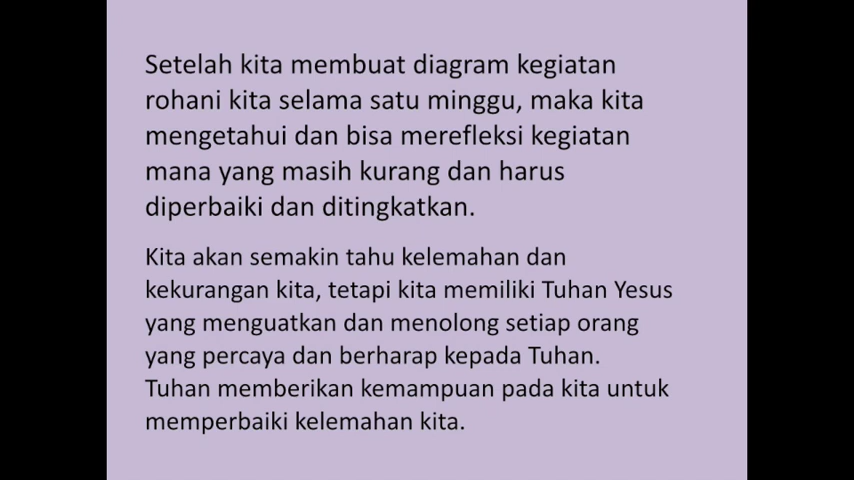 Setelah kita membuat diagram kegiatan
rohani kita selama satu minggu, maka kita
mengetahui dan bisa merefleksi kegiatan
mana yang masih kurang dan harus
diperbaiki dan ditingkatkan.
Kita akan semakin tahu kelemahan dan
kekurangan kita, tetapi kita memiliki Tuhan Yesus
yang menguatkan dan menolong setiap orang
yang percaya dan berharap kepada Tuhan.
Tuhan memberikan kemampuan pada kita untuk
memperbaiki kelemahan kita.